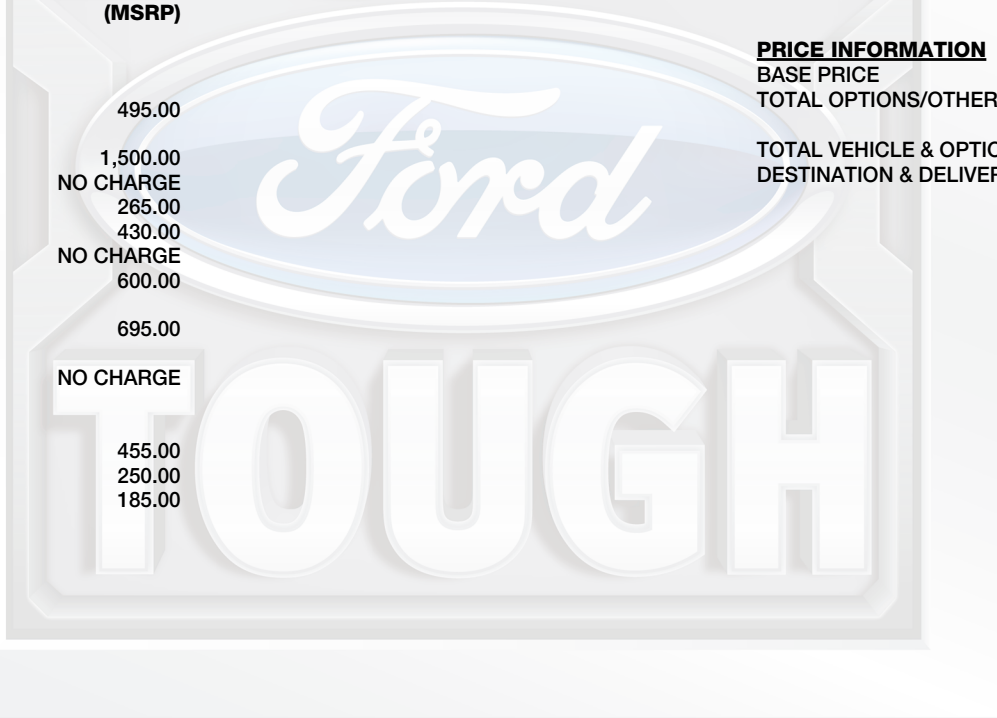 (MSRP)
495.00
1,500.00
NO CHARGE
265.00
430.00
NO CHARGE
600.00
695.00
NO CHARGE
455.00
250.00
185.00
PRICE INFORMATION
BASE PRICE
TOTAL OPTIONS/OTHER
TOTAL VEHICLE & OPTIO
DESTINATION & DELIVER
Ford
TOUGH